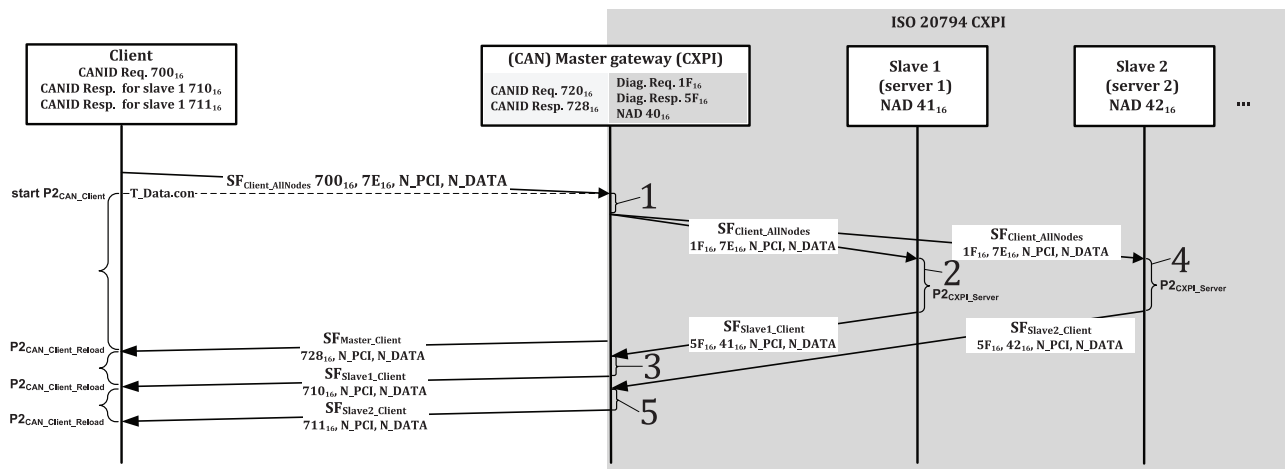 ISO 20794 CXPI
Client
CANID Req. 700₁₆
CANID Resp. for slave 1 710₁₆
CANID Resp. for slave 1 711₁₆
(CAN) Master gateway (CXPI)
CANID Req. 720₁₆
CANID Resp. 728₁₆
Diag. Req. 1F₁₆
Diag. Resp. 5F₁₆
NAD 40₁₆
Slave 1
(server 1)
NAD 41₁₆
Slave 2
(server 2)
NAD 42₁₆
...
SF_Client_AllNodes 700₁₆, 7E₁₆, N_PCI, N_DATA
start P2_CAN_Client
T_Data.con
1
SF_Client_AllNodes
1F₁₆, 7E₁₆, N_PCI, N_DATA
SF_Client_AllNodes
1F₁₆, 7E₁₆, N_PCI, N_DATA
2
P2_CXPI_Server
4
P2_CXPI_Server
SF_Slave1_Client
5F₁₆, 41₁₆, N_PCI, N_DATA
SF_Slave2_Client
5F₁₆, 42₁₆, N_PCI, N_DATA
P2_CAN_Client_Reload
SF_Master_Client
728₁₆, N_PCI, N_DATA
3
P2_CAN_Client_Reload
SF_Slave1_Client
710₁₆, N_PCI, N_DATA
5
P2_CAN_Client_Reload
SF_Slave2_Client
711₁₆, N_PCI, N_DATA